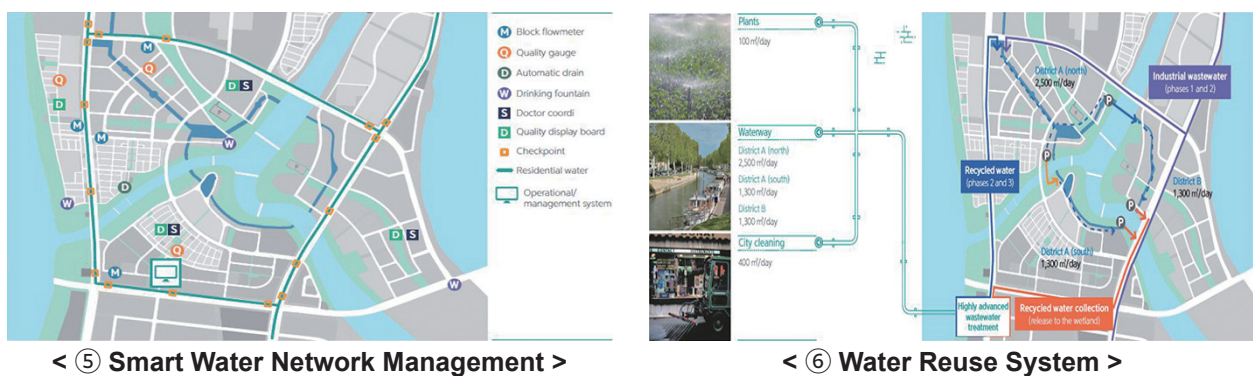 M Block flowmeter
Q Quality gauge
D Automatic drain
W Drinking fountain
S Doctor coordi
D Quality display board
Checkpoint
Residential water
Operational/
management system
M
Q
Q
D S
D
M
M
W
D
W
D S
Q
D S
M
W
< ⑤ Smart Water Network Management >
Plants
100 ㎥/day
Waterway
District A (north)
2,500 ㎥/day
District A (south)
1,300 ㎥/day
District B
1,300 ㎥/day
City cleaning
400 ㎥/day
District A (north)
2,500 ㎥/day
Industrial wastewater
(phases 1 and 2)
P
P
Recycled water
(phases 2 and 3)
District B
1,300 ㎥/day
P
P
District A (south)
1,300 ㎥/day
Highly advanced
wastewater
treatment
Recycled water collection
(release to the wetland)
< ⑥ Water Reuse System >